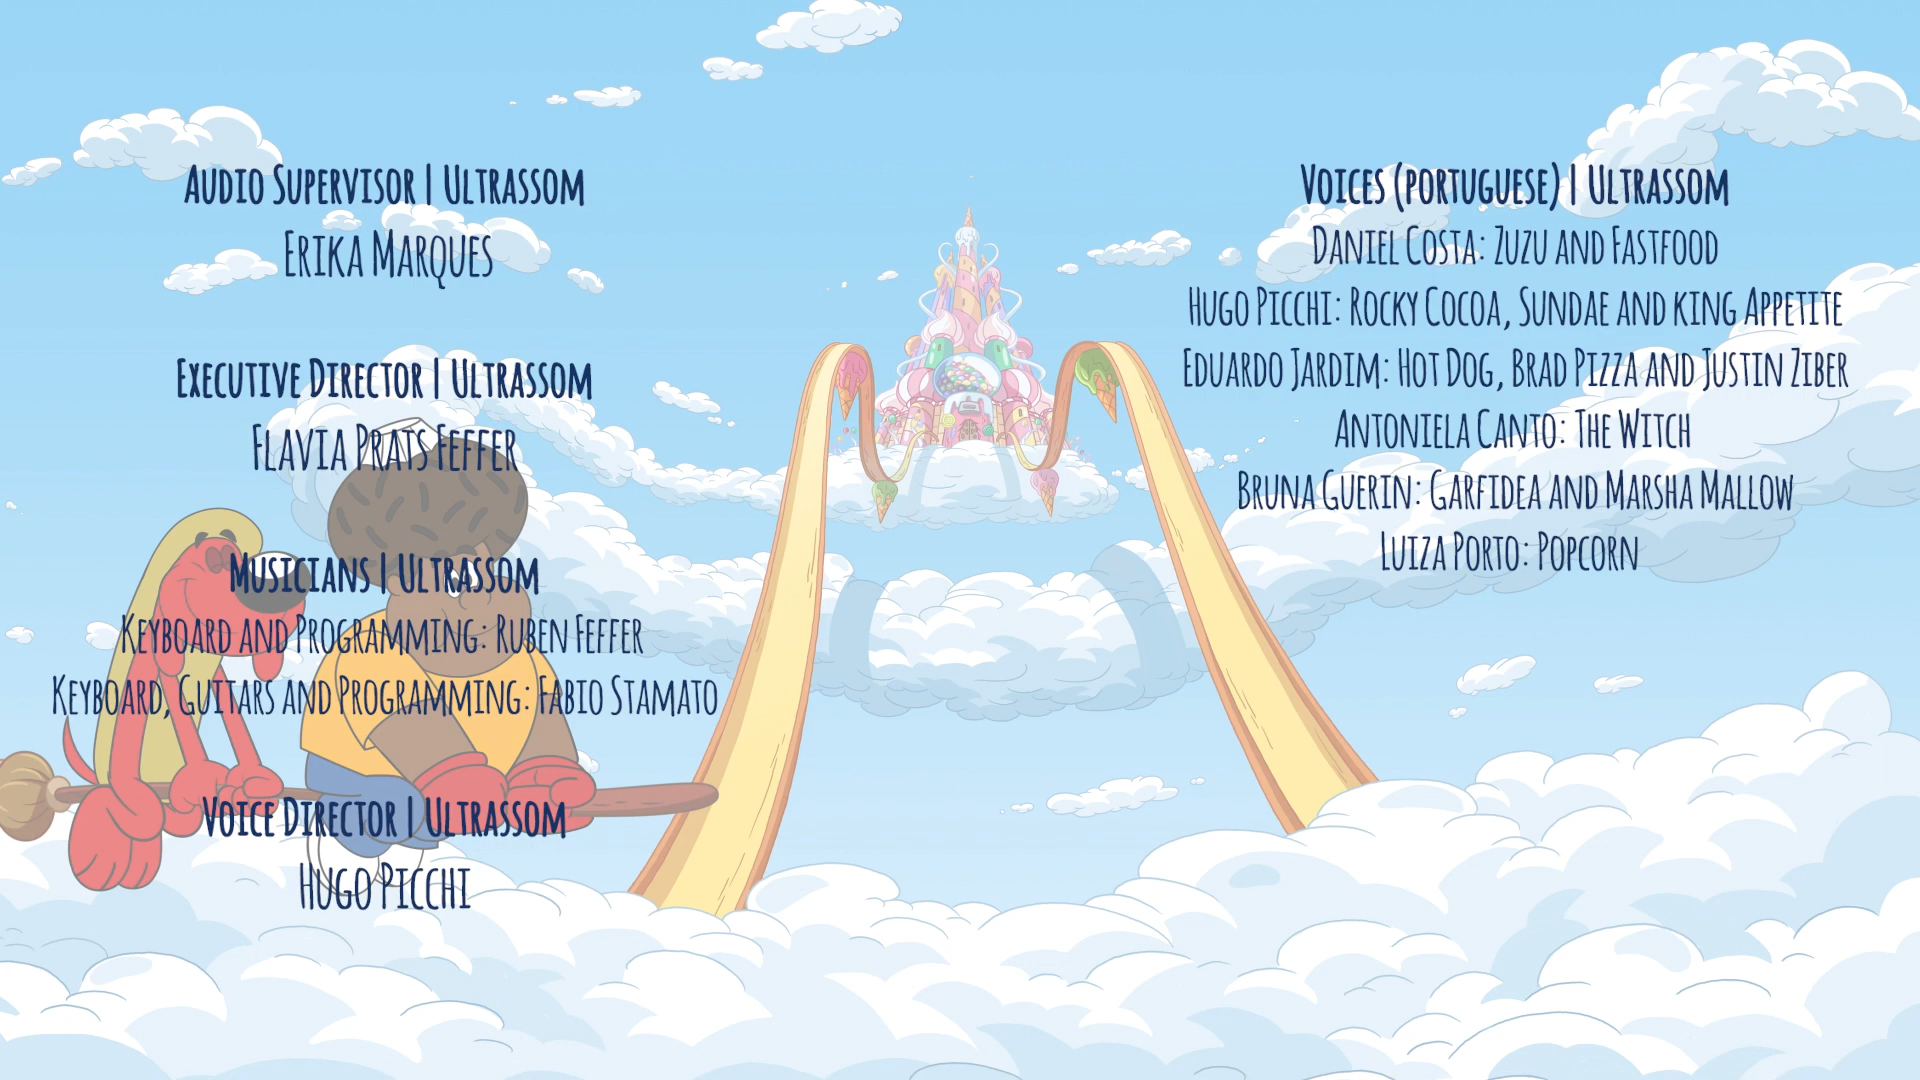 Audio Supervisor | Ultrassom
Erika Marques
Executive Director | Ultrassom
Flavia Prats Feffer
Musicians | Ultrassom
Keyboard and Programming: Ruben Feffer
Keyboard, Guitars and Programming: Fabio Stamato
Voice Director | Ultrassom
Hugo Picchi
Voices (portuguese) | Ultrassom
Daniel Costa: Zuzu and Fastfood
Hugo Picchi: Rocky Cocoa, Sundae and king Appetite
Eduardo Jardim: Hot Dog, Brad Pizza and Justin Ziber
Antoniela Canto: The Witch
Bruna Guerin: Garfidea and Marsha Mallow
Luiza Porto: Popcorn